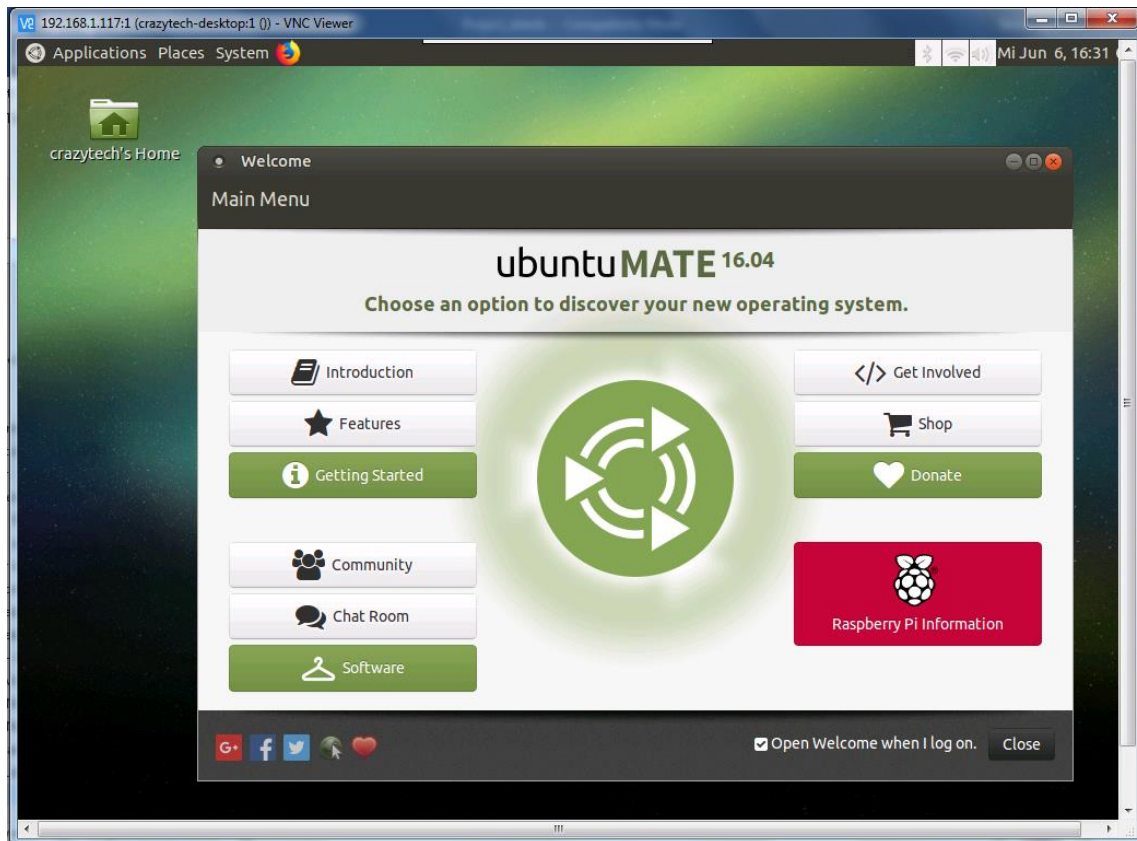 192.168.1.117:1 (crazytech-desktop:1 ()) - VNC Viewer
Applications Places System Mi Jun 6, 16:31
crazytech's Home
Welcome
Main Menu
ubuntu MATE 16.04
Choose an option to discover your new operating system.
Introduction
Get Involved
Features
Shop
Getting Started
Donate
Community
Chat Room
Raspberry Pi Information
Software
Open Welcome when I log on. Close